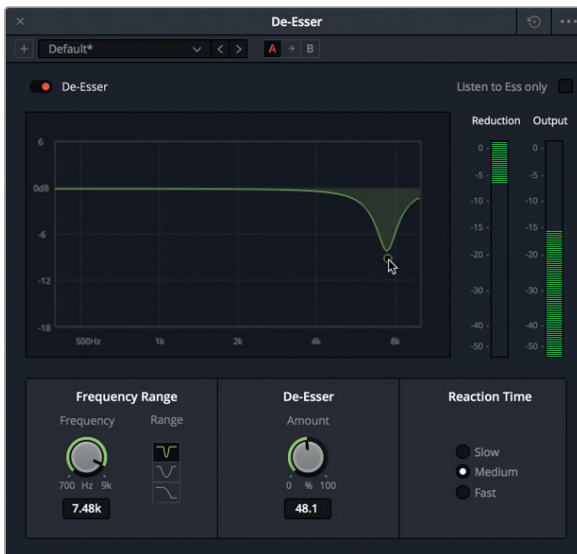 De-Esser
Default*
A
B
De-Esser
Listen to Ess only
Reduction Output
6
0dB
-6
-12
-18
500Hz 1k 2k 4k 8k
0 -
-5 -
-10 -
-15 -
-20 -
-30 -
-40 -
-50 -
0 -
-5 -
-10 -
-15 -
-20 -
-30 -
-40 -
-50 -
Frequency Range
Frequency Range
700 Hz 9k
7.48k
De-Esser
Amount
0 % 100
48.1
Reaction Time
Slow
Medium
Fast